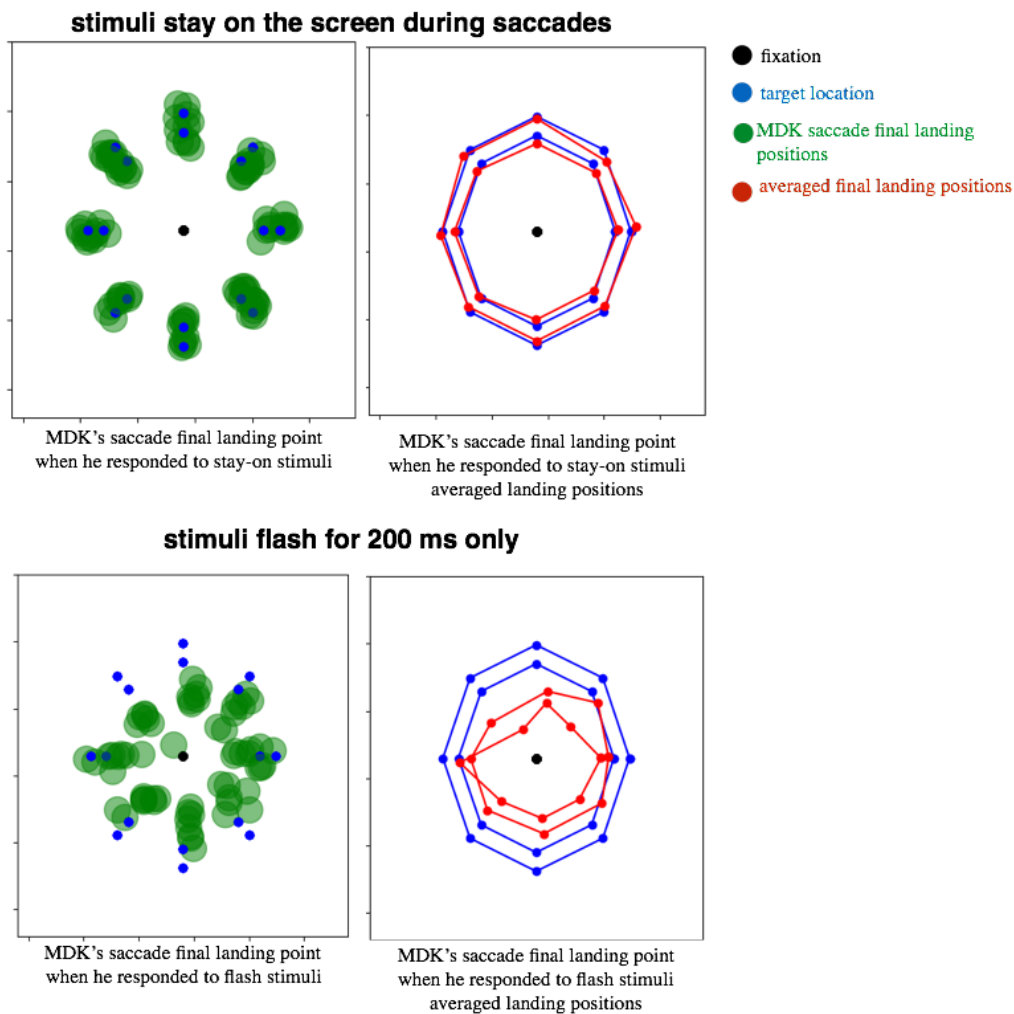 stimuli stay on the screen during saccades
fixation
target location
MDK saccade final landing
positions
averaged final landing positions
MDK's saccade final landing point
when he responded to stay-on stimuli
MDK's saccade final landing point
when he responded to stay-on stimuli
averaged landing positions
stimuli flash for 200 ms only
MDK's saccade final landing point
when he responded to flash stimuli
MDK's saccade final landing point
when he responded to flash stimuli
averaged landing positions